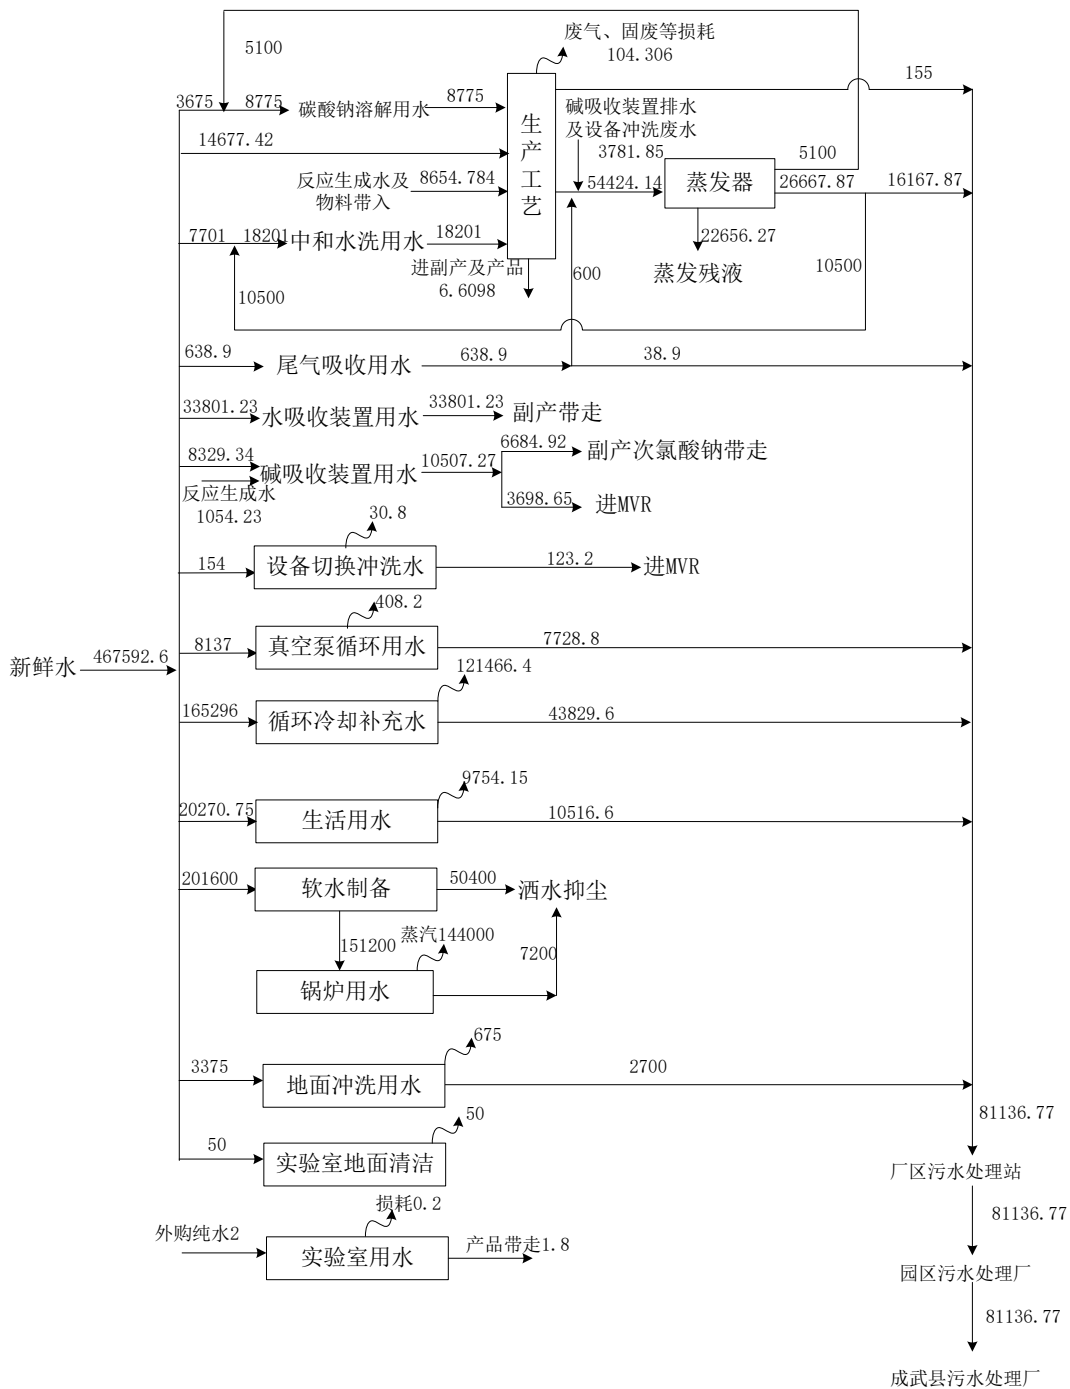 废气、固废等损耗
104.306
5100
155
3675
8775
碳酸钠溶解用水
8775
碱吸收装置排水
及设备冲洗废水
3781.85
14677.42
生产工艺
反应生成水及
物料带入
8654.784
54424.14
蒸发器
5100
26667.87
16167.87
22656.27
蒸发残液
10500
7701
18201
中和水洗用水
18201
进副产及产品
6.6098
600
10500
638.9
尾气吸收用水
638.9
38.9
33801.23
水吸收装置用水
33801.23
副产带走
8329.34
碱吸收装置用水
10507.27
6684.92
副产次氯酸钠带走
反应生成水
1054.23
3698.65
进MVR
30.8
154
设备切换冲洗水
123.2
进MVR
408.2
8137
真空泵循环用水
7728.8
新鲜水
467592.6
121466.4
165296
循环冷却补充水
43829.6
9754.15
20270.75
生活用水
10516.6
201600
软水制备
50400
洒水抑尘
151200
蒸汽144000
7200
锅炉用水
675
3375
地面冲洗用水
2700
50
50
实验室地面清洁
81136.77
厂区污水处理站
损耗0.2
外购纯水2
实验室用水
产品带走1.8
81136.77
园区污水处理厂
81136.77
成武县污水处理厂